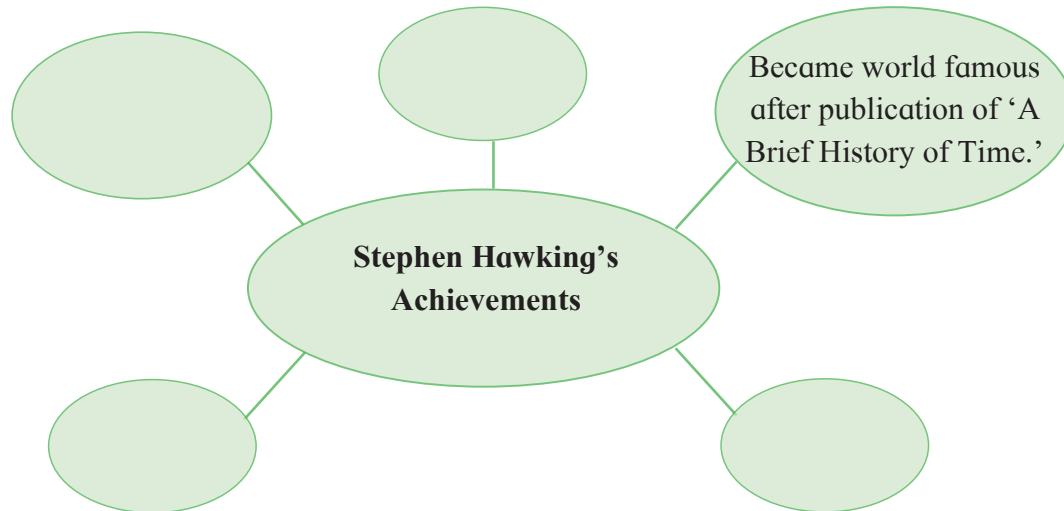 Became world famous
after publication of ‘A
Brief History of Time.’
Stephen Hawking’s
Achievements